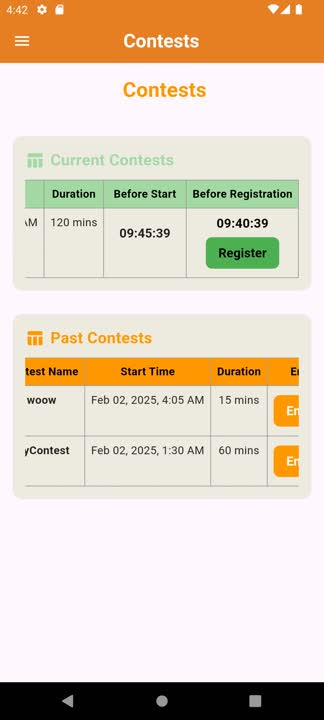 4:42
Contests
Contests
Current Contests
Duration Before Start Before Registration
AM 120 mins 09:45:39 09:40:39
Register
Past Contests
test Name Start Time Duration En
woow Feb 02, 2025, 4:05 AM 15 mins En
yContest Feb 02, 2025, 1:30 AM 60 mins En